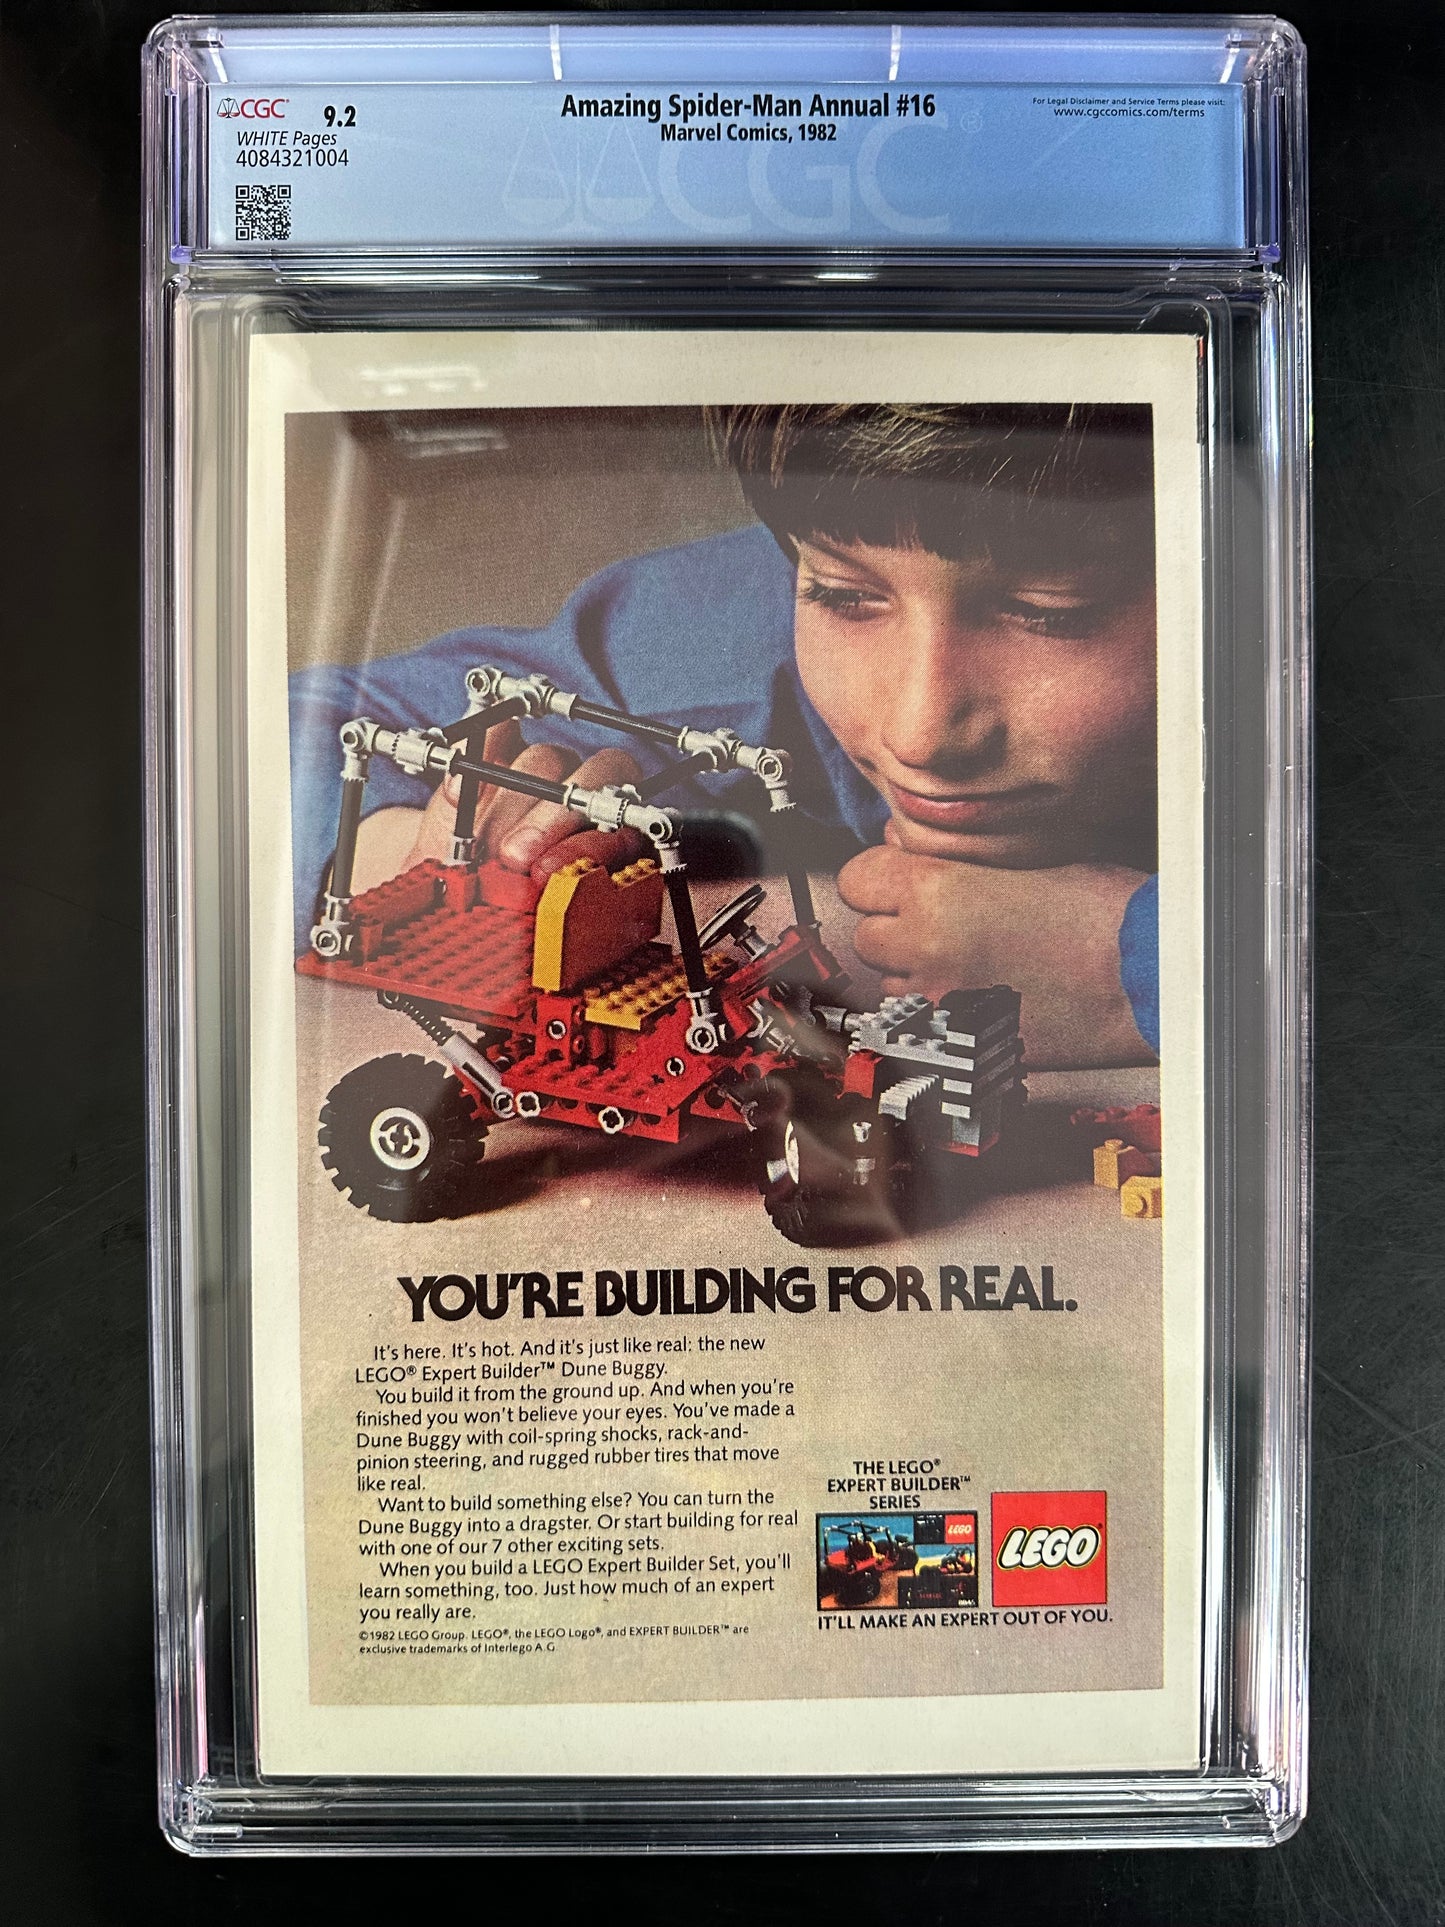 CGC
9.2
WHITE Pages
4084321004
Amazing Spider-Man Annual #16
Marvel Comics, 1982
For Legal Disclaimer and Service Terms please visit:
www.cgccomics.com/terms
CGC
YOU'RE BUILDING FOR REAL.
It's here. It's hot. And it's just like real: the new
LEGO® Expert Builder™ Dune Buggy.
You build it from the ground up. And when you're
finished you won't believe your eyes. You've made a
Dune Buggy with coil-spring shocks, rack-and-
pinion steering, and rugged rubber tires that move
like real.
Want to build something else? You can turn the
Dune Buggy into a dragster. Or start building for real
with one of our 7 other exciting sets.
When you build a LEGO Expert Builder Set, you'll
learn something, too. Just how much of an expert
you really are.
©1982 LEGO Group. LEGO®, the LEGO Logo®, and EXPERT BUILDER™ are
exclusive trademarks of Interlego A.G
THE LEGO®
EXPERT BUILDER™
SERIES
LEGO
8845
LEGO®
IT'LL MAKE AN EXPERT OUT OF YOU.